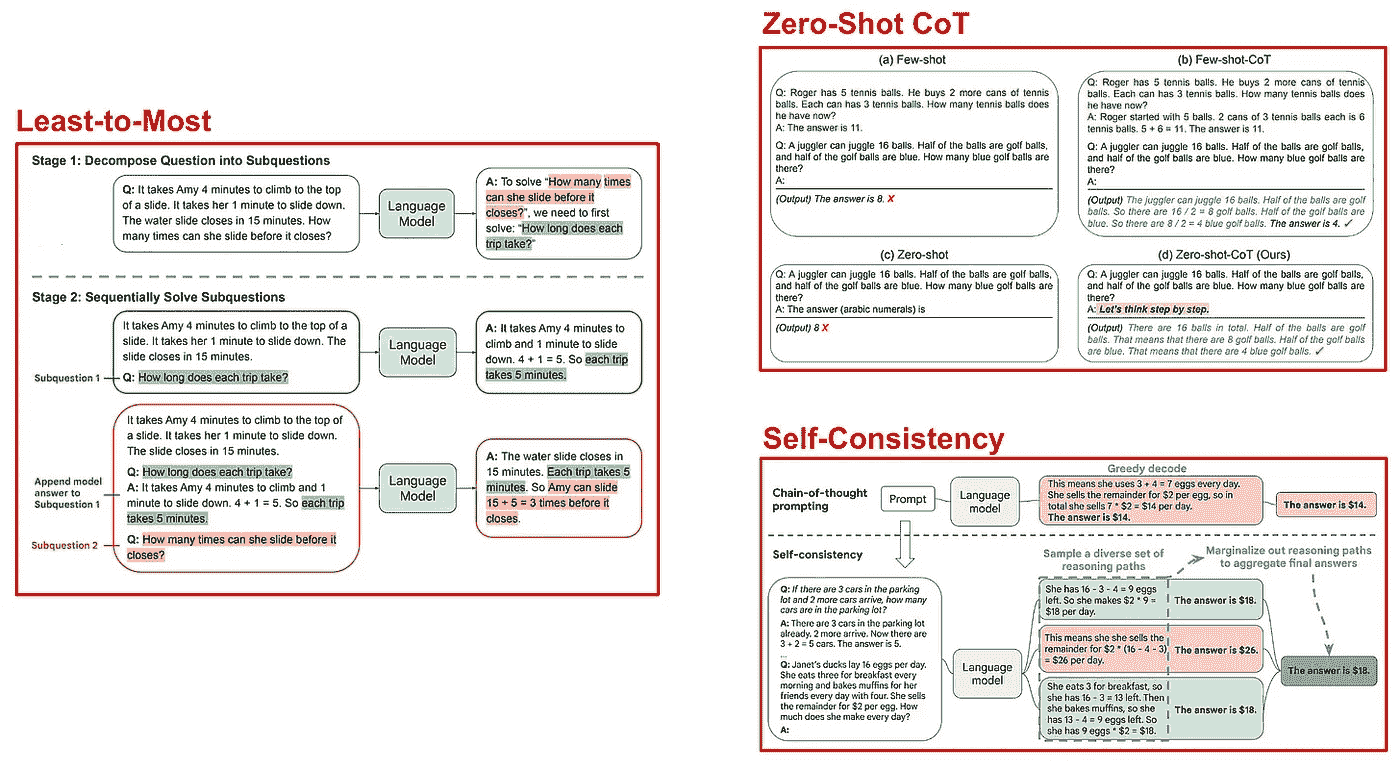 Least-to-Most
Stage 1: Decompose Question into Subquestions
Q: It takes Amy 4 minutes to climb to the top
of a slide. It takes her 1 minute to slide down.
The water slide closes in 15 minutes. How
many times can she slide before it closes?
Language
Model
A: To solve “How many times
can she slide before it
closes?”, we need to first
solve: “How long does each
trip take?”
Stage 2: Sequentially Solve Subquestions
It takes Amy 4 minutes to climb to the top of a
slide. It takes her 1 minute to slide down. The
slide closes in 15 minutes.
Subquestion 1
Q: How long does each trip take?
Language
Model
A: It takes Amy 4 minutes to
climb and 1 minute to slide
down. 4 + 1 = 5. So each trip
takes 5 minutes.
It takes Amy 4 minutes to climb to the top of
a slide. It takes her 1 minute to slide down.
The slide closes in 15 minutes.
Q: How long does each trip take?
Append model
answer to
Subquestion 1
A: It takes Amy 4 minutes to climb and 1
minute to slide down. 4 + 1 = 5. So each trip
takes 5 minutes.
Subquestion 2
Q: How many times can she slide before it
closes?
Language
Model
A: The water slide closes in
15 minutes. Each trip takes 5
minutes. So Amy can slide
15 ÷ 5 = 3 times before it
closes.
Zero-Shot CoT
(a) Few-shot
Q: Roger has 5 tennis balls. He buys 2 more cans of tennis
balls. Each can has 3 tennis balls. How many tennis balls does
he have now?
A: The answer is 11.
Q: A juggler can juggle 16 balls. Half of the balls are golf balls,
and half of the golf balls are blue. How many blue golf balls are
there?
A:
(Output) The answer is 8. X
(b) Few-shot-CoT
Q: Roger has 5 tennis balls. He buys 2 more cans of tennis
balls. Each can has 3 tennis balls. How many tennis balls does
he have now?
A: Roger started with 5 balls. 2 cans of 3 tennis balls each is 6
tennis balls. 5 + 6 = 11. The answer is 11.
Q: A juggler can juggle 16 balls. Half of the balls are golf balls,
and half of the golf balls are blue. How many blue golf balls are
there?
A:
(Output) The juggler can juggle 16 balls. Half of the balls are golf
balls. So there are 16 / 2 = 8 golf balls. Half of the golf balls are
blue. So there are 8 / 2 = 4 blue golf balls. The answer is 4. ✓
(c) Zero-shot
Q: A juggler can juggle 16 balls. Half of the balls are golf balls,
and half of the golf balls are blue. How many blue golf balls are
there?
A: The answer (arabic numerals) is
(Output) 8 X
(d) Zero-shot-CoT (Ours)
Q: A juggler can juggle 16 balls. Half of the balls are golf balls,
and half of the golf balls are blue. How many blue golf balls are
there?
A: Let's think step by step.
(Output) There are 16 balls in total. Half of the balls are golf
balls. That means that there are 8 golf balls. Half of the golf balls
are blue. That means that there are 4 blue golf balls. ✓
Self-Consistency
Chain-of-thought
prompting
Prompt
Language
model
Greedy decode
This means she uses 3 + 4 = 7 eggs every day.
She sells the remainder for $2 per egg, so in
total she sells 7 * $2 = $14 per day.
The answer is $14.
The answer is $14.
Self-consistency
Sample a diverse set of
reasoning paths
Marginalize out reasoning paths
to aggregate final answers
Q: If there are 3 cars in the parking
lot and 2 more cars arrive, how many
cars are in the parking lot?
A: There are 3 cars in the parking lot
already. 2 more arrive. Now there are
3 + 2 = 5 cars. The answer is 5.
...
Q: Janet's ducks lay 16 eggs per day.
She eats three for breakfast every
morning and bakes muffins for her
friends every day with four. She sells
the remainder for $2 per egg. How
much does she make every day?
A:
Language
model
She has 16 - 3 - 4 = 9 eggs
left. So she makes $2 * 9 =
$18 per day.
The answer is $18.
This means she she sells the
remainder for $2 * (16 - 4 - 3)
= $26 per day.
The answer is $26.
She eats 3 for breakfast, so
she has 16 - 3 = 13 left. Then
she bakes muffins, so she
has 13 - 4 = 9 eggs left. So
she has 9 eggs * $2 = $18.
The answer is $18.
The answer is $18.